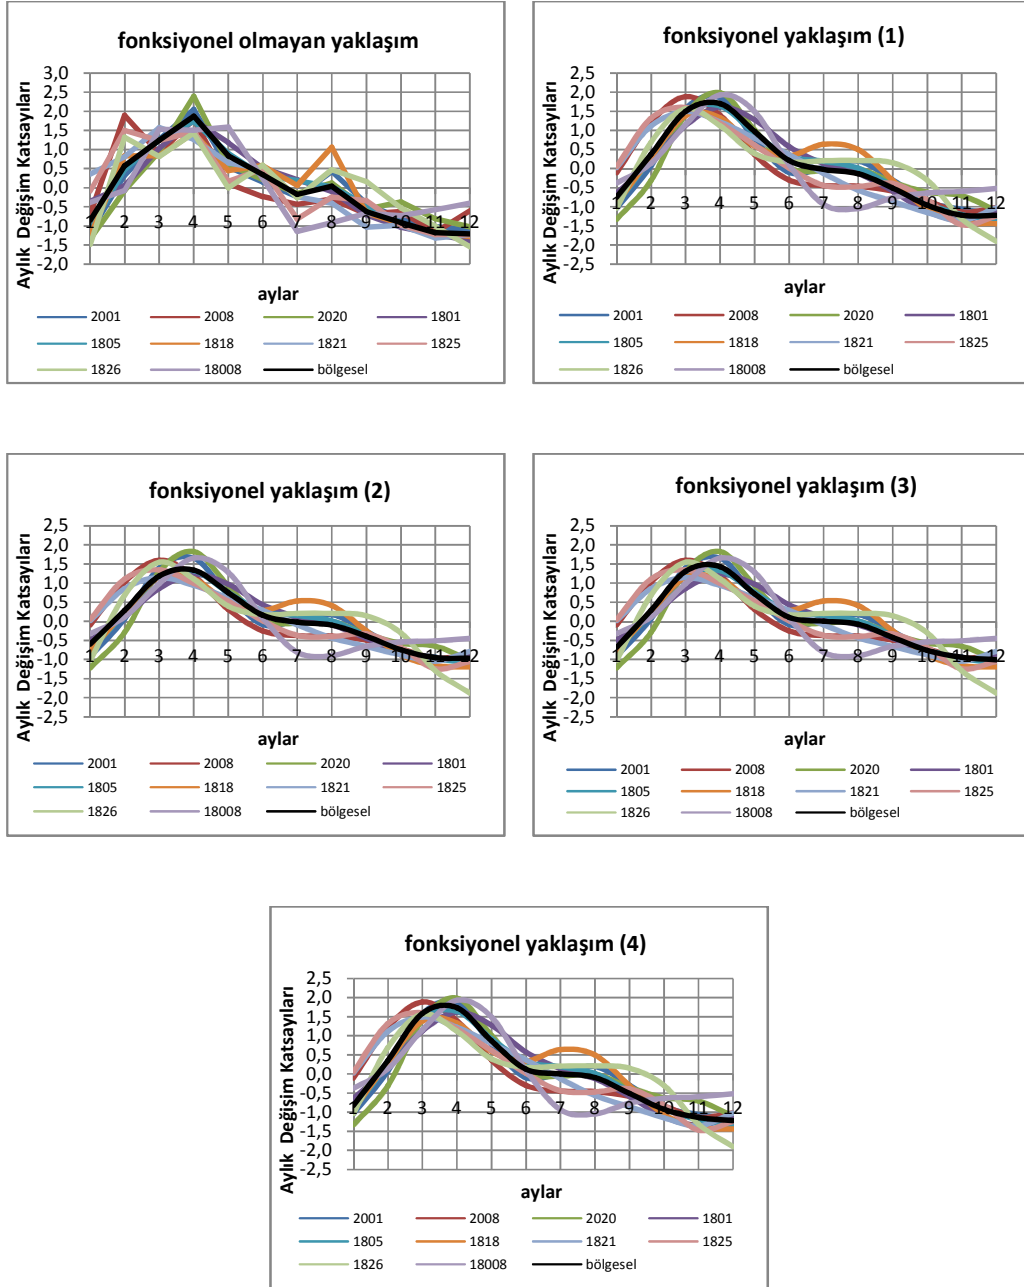 fonksiyonel olmayan yaklaşım
Aylık Değişim Katsayıları
3,0
2,5
2,0
1,5
1,0
0,5
0,0
-0,5
-1,0
-1,5
-2,0
1 2 3 4 5 6 7 8 9 10 11 12
aylar
2001 2008 2020 1801
1805 1818 1821 1825
1826 18008 bölgesel
fonksiyonel yaklaşım (1)
Aylık Değişim Katsayıları
2,5
2,0
1,5
1,0
0,5
0,0
-0,5
-1,0
-1,5
-2,0
-2,5
1 2 3 4 5 6 7 8 9 10 11 12
aylar
2001 2008 2020 1801
1805 1818 1821 1825
1826 18008 bölgesel
fonksiyonel yaklaşım (2)
Aylık Değişim Katsayıları
2,5
2,0
1,5
1,0
0,5
0,0
-0,5
-1,0
-1,5
-2,0
-2,5
1 2 3 4 5 6 7 8 9 10 11 12
aylar
2001 2008 2020 1801
1805 1818 1821 1825
1826 18008 bölgesel
fonksiyonel yaklaşım (3)
Aylık Değişim Katsayıları
2,5
2,0
1,5
1,0
0,5
0,0
-0,5
-1,0
-1,5
-2,0
-2,5
1 2 3 4 5 6 7 8 9 10 11 12
aylar
2001 2008 2020 1801
1805 1818 1821 1825
1826 18008 bölgesel
fonksiyonel yaklaşım (4)
Aylık Değişim Katsayıları
2,5
2,0
1,5
1,0
0,5
0,0
-0,5
-1,0
-1,5
-2,0
-2,5
1 2 3 4 5 6 7 8 9 10 11 12
aylar
2001 2008 2020 1801
1805 1818 1821 1825
1826 18008 bölgesel